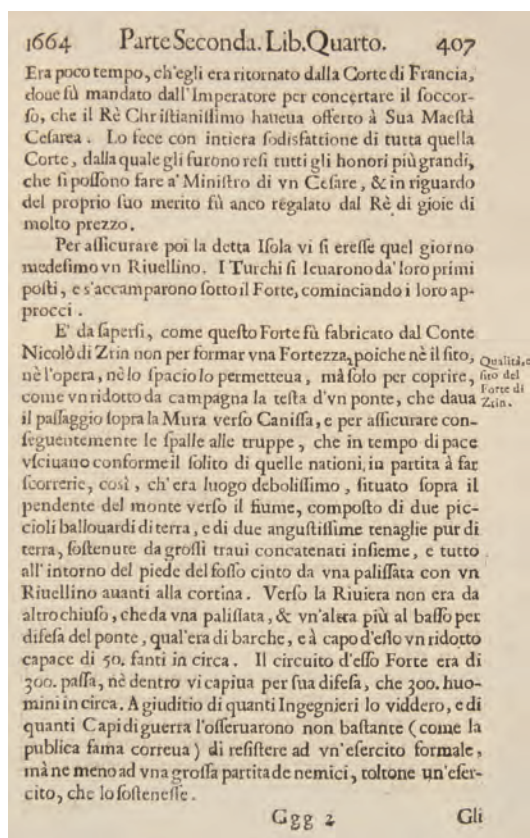 1664 Parte Seconda. Lib. Quarto. 407
Era poco tempo, ch'egli era ritornato dalla Corte di Francia,
doue fù mandato dall'Imperatore per concertare il ſoccor-
ſo, che il Rè Chriſtianiſſimo haueua offerto à Sua Maeſtà
Ceſarea. Lo fece con intiera ſodisfattione di tutta quella
Corte, dalla quale gli furono reſi tutti gli honori più grandi,
che ſi poſſono fare a' Miniſtro di vn Ceſare, & in riguardo
del proprio ſuo merito fù anco regalato dal Rè di gioie di
molto prezzo.
Per aſſicurare poi la detta Iſola vi ſi ereſſe quel giorno
medeſimo vn Riuellino. I Turchi ſi leuarono da' loro primi
poſti, e s'accamparono ſotto il Forte, cominciando i loro ap-
procci.
E' da ſaperſi, come queſto Forte fù fabricato dal Conte
Nicolò di Zrin non per formar vna Fortezza, poiche nè il ſito,
nè l'opera, nè lo ſpacio lo permetteua, mà ſolo per coprire,
come vn ridotto da campagna la teſta d'vn ponte, che daua
il paſſaggio ſopra la Mura verſo Caniſſa, e per aſſicurare con-
ſeguentemente le ſpalle alle truppe, che in tempo di pace
vſciuano conforme il ſolito di quelle nationi, in partita à far
ſcorrerie, così, ch'era luogo deboliſſimo, ſituato ſopra il
pendente del monte verſo il fiume, compoſto di due pic-
cioli ballouardi di terra, e di due anguſtiſſime tenaglie pur di
terra, ſoſtenute da groſſi traui concatenati inſieme, e tutto
all' intorno del piede del foſſo cinto da vna paliſſata con vn
Riuellino auanti alla cortina. Verſo la Riuiera non era da
altro chiuſo, che da vna paliſſata, & vn'altra più al baſſo per
difeſa del ponte, qual'era di barche, e à capo d'eſſo vn ridotto
capace di 50. fanti in circa. Il circuito d'eſſo Forte era di
300. paſſa, nè dentro vi capiua per ſua difeſa, che 300. huo-
mini in circa. A giuditio di quanti Ingegnieri lo viddero, e di
quanti Capi di guerra l'oſſeruarono non baſtante (come la
publica fama correua) di reſiſtere ad vn'eſercito formale,
mà ne meno ad vna groſſa partita de nemici, toltone un'eſer-
cito, che lo ſoſteneſſe.
Qualità, e
ſito del
Forte di
Zrin.
Ggg 2 Gli